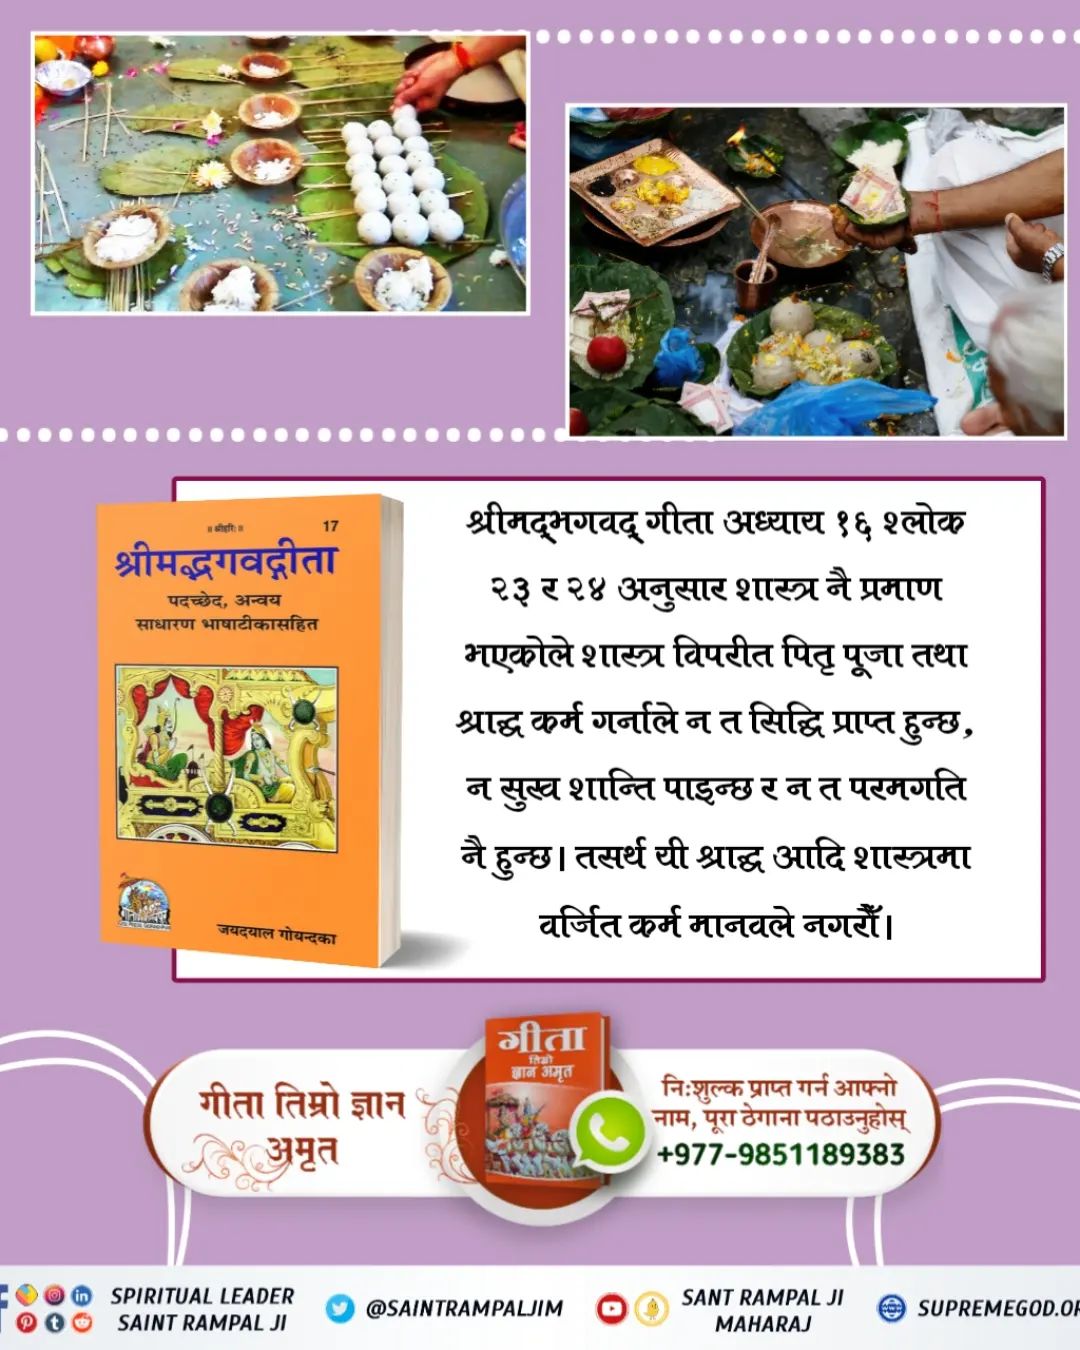 ॥ श्रीहरि: ॥
17
श्रीमद्भगवद्गीता
पदच्छेद, अन्वय
साधारण भाषाटीकासहित
जयदयाल गोयन्दका
श्रीमद्‌भगवद् गीता अध्याय १६ श्लोक
२३ र २४ अनुसार शास्त्र नै प्रमाण
भएकोले शास्त्र विपरीत पितृ पूजा तथा
श्राद्ध कर्म गर्नाले न त सिद्धि प्राप्त हुन्छ,
न सुख शान्ति पाइन्छ र न त परमगति
नै हुन्छ। तसर्थ यी श्राद्ध आदि शास्त्रमा
वर्जित कर्म मानवले नगरौँ।
गीता तिम्रो ज्ञान
अमृत
गीता
तिम्रो
ज्ञान अमृत
नि:शुल्क प्राप्त गर्न आफ्नो
नाम, पूरा ठेगाना पठाउनुहोस्
+977-9851189383
SPIRITUAL LEADER
SAINT RAMPAL JI
@SAINTRAMPALJIM
SANT RAMPAL JI
MAHARAJ
SUPREMEGOD.OR